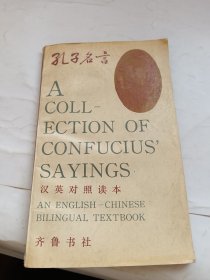 孔子名言
A
COLL-
ECTION OF
CONFUCIUS'
SAYINGS
汉英对照读本
AN ENGLISH-CHINESE
BILINGUAL TEXTBOOK
齐鲁书社